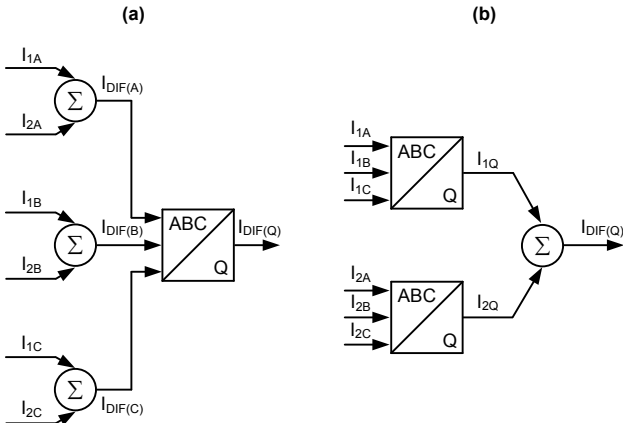 (a)
I1A
Σ
IDIF(A)
I2A
I1B
Σ
IDIF(B)
I2B
I1C
Σ
IDIF(C)
I2C
ABC
Q
IDIF(Q)
(b)
I1A
I1B
I1C
ABC
Q
I1Q
I2A
I2B
I2C
ABC
Q
I2Q
Σ
IDIF(Q)